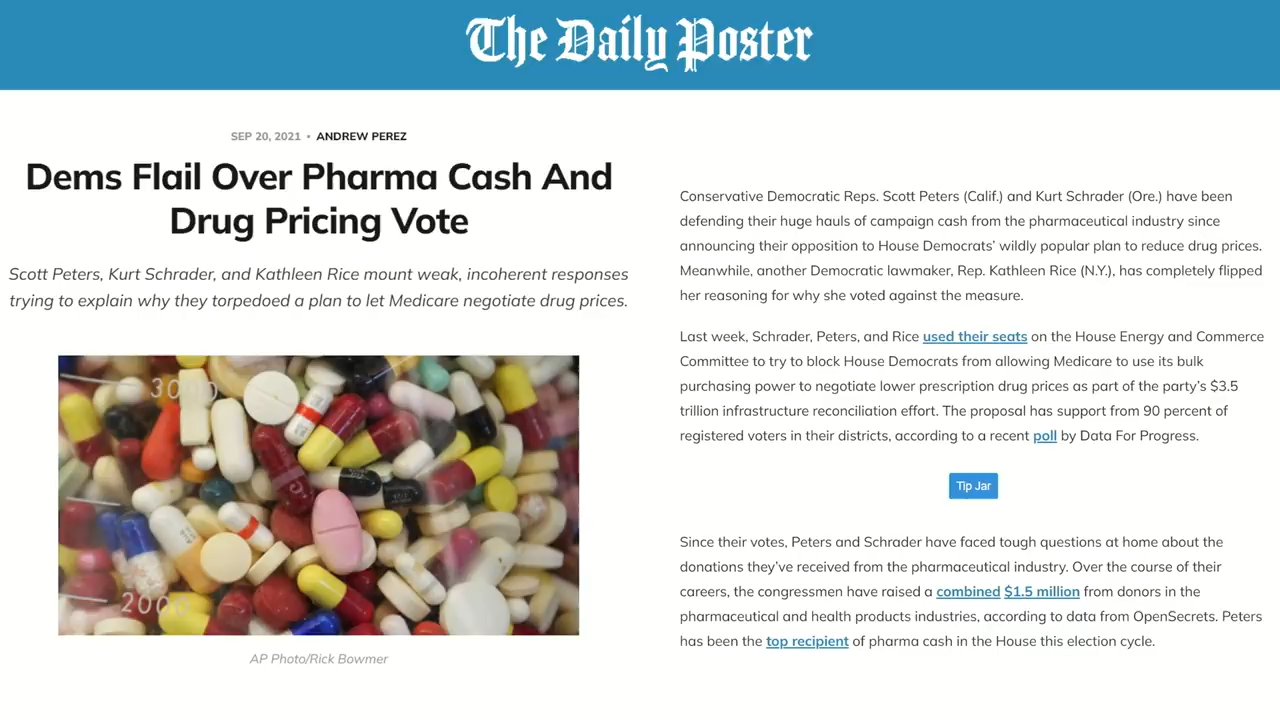 The Daily Poster
SEP 20, 2021 • ANDREW PEREZ
Dems Flail Over Pharma Cash And
Drug Pricing Vote
Scott Peters, Kurt Schrader, and Kathleen Rice mount weak, incoherent responses
trying to explain why they torpedoed a plan to let Medicare negotiate drug prices.
3000
2000
AP Photo/Rick Bowmer
Conservative Democratic Reps. Scott Peters (Calif.) and Kurt Schrader (Ore.) have been
defending their huge hauls of campaign cash from the pharmaceutical industry since
announcing their opposition to House Democrats’ wildly popular plan to reduce drug prices.
Meanwhile, another Democratic lawmaker, Rep. Kathleen Rice (N.Y.), has completely flipped
her reasoning for why she voted against the measure.
Last week, Schrader, Peters, and Rice used their seats on the House Energy and Commerce
Committee to try to block House Democrats from allowing Medicare to use its bulk
purchasing power to negotiate lower prescription drug prices as part of the party’s $3.5
trillion infrastructure reconciliation effort. The proposal has support from 90 percent of
registered voters in their districts, according to a recent poll by Data For Progress.
Tip Jar
Since their votes, Peters and Schrader have faced tough questions at home about the
donations they’ve received from the pharmaceutical industry. Over the course of their
careers, the congressmen have raised a combined $1.5 million from donors in the
pharmaceutical and health products industries, according to data from OpenSecrets. Peters
has been the top recipient of pharma cash in the House this election cycle.